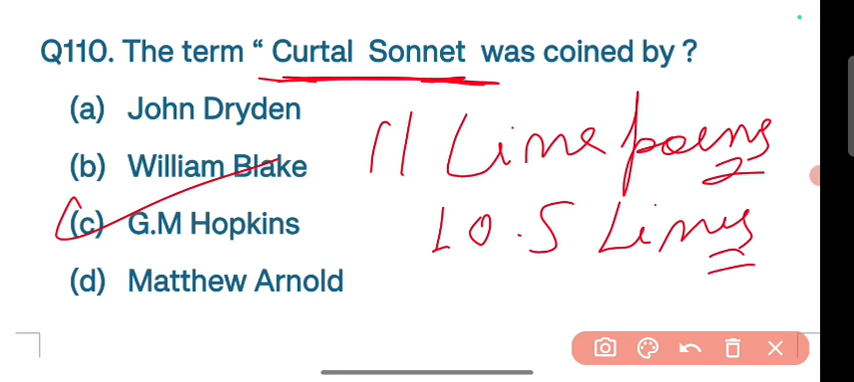 Q110. The term “ Curtal Sonnet was coined by ?
(a) John Dryden
(b) William Blake
(c) G.M Hopkins
(d) Matthew Arnold
11 Line poems
10.5 Lines